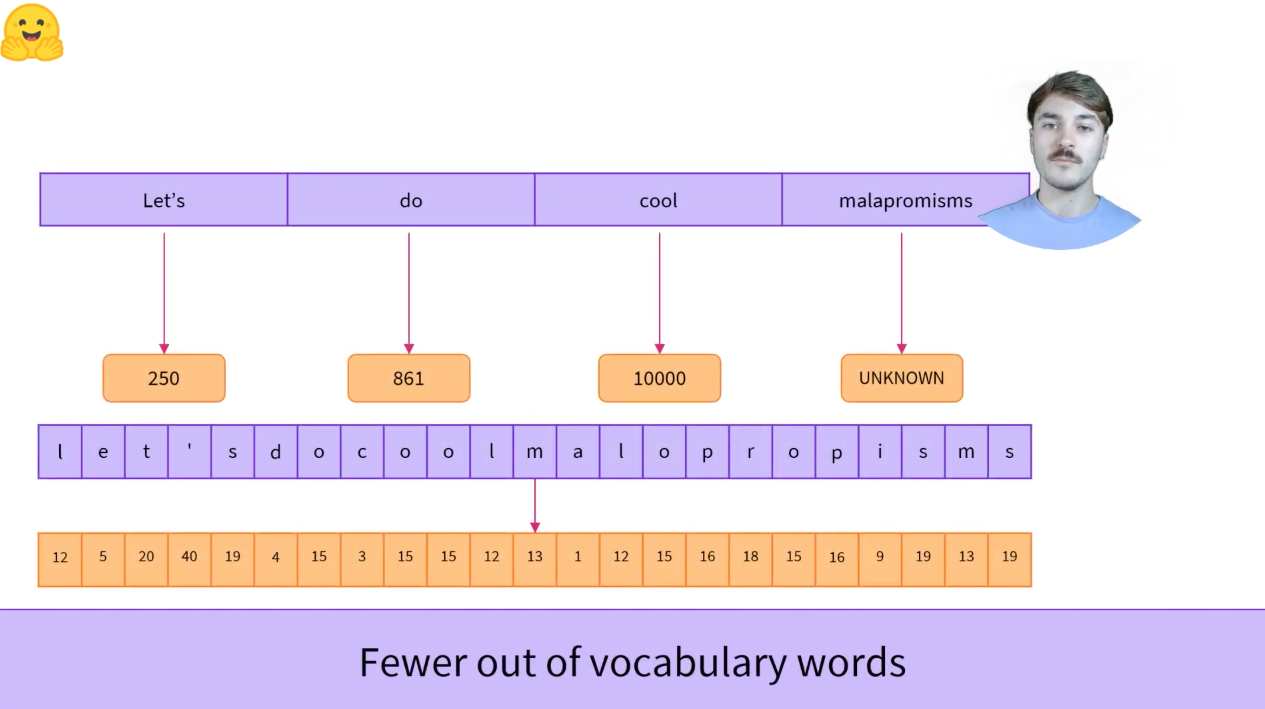 Let’s do cool malapromisms
250 861 10000 UNKNOWN
l e t ' s d o c o o l m a l o p r o p i s m s
12 5 20 40 19 4 15 3 15 15 12 13 1 12 15 16 18 15 16 9 19 13 19
Fewer out of vocabulary words